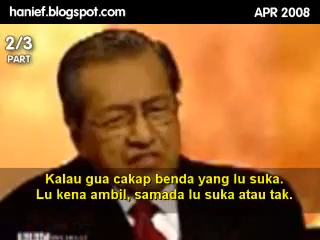 hanief.blogspot.com
APR 2008
2/3
PART
Kalau gua cakap benda yang lu suka.
Lu kena ambil, samada lu suka atau tak.